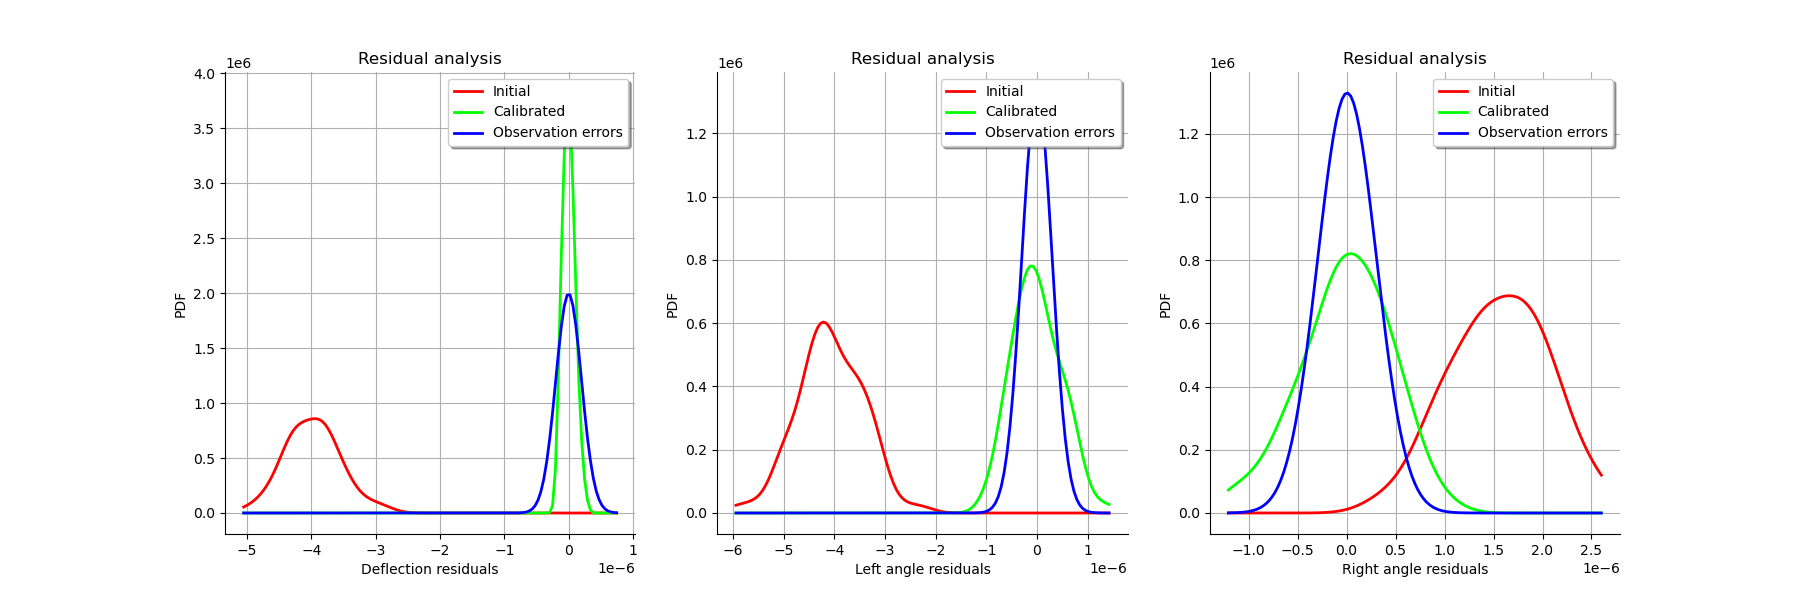 Residual analysis
1e6
4.0
3.5
3.0
2.5
2.0
1.5
1.0
0.5
0.0
PDF
Initial
Calibrated
Observation errors
−5 −4 −3 −2 −1 0 1
Deflection residuals
1e−6
Residual analysis
1e6
1.2
1.0
0.8
0.6
0.4
0.2
0.0
PDF
Initial
Calibrated
Observation errors
−6 −5 −4 −3 −2 −1 0 1
Left angle residuals
1e−6
Residual analysis
1e6
1.2
1.0
0.8
0.6
0.4
0.2
0.0
PDF
Initial
Calibrated
Observation errors
−1.0 −0.5 0.0 0.5 1.0 1.5 2.0 2.5
Right angle residuals
1e−6